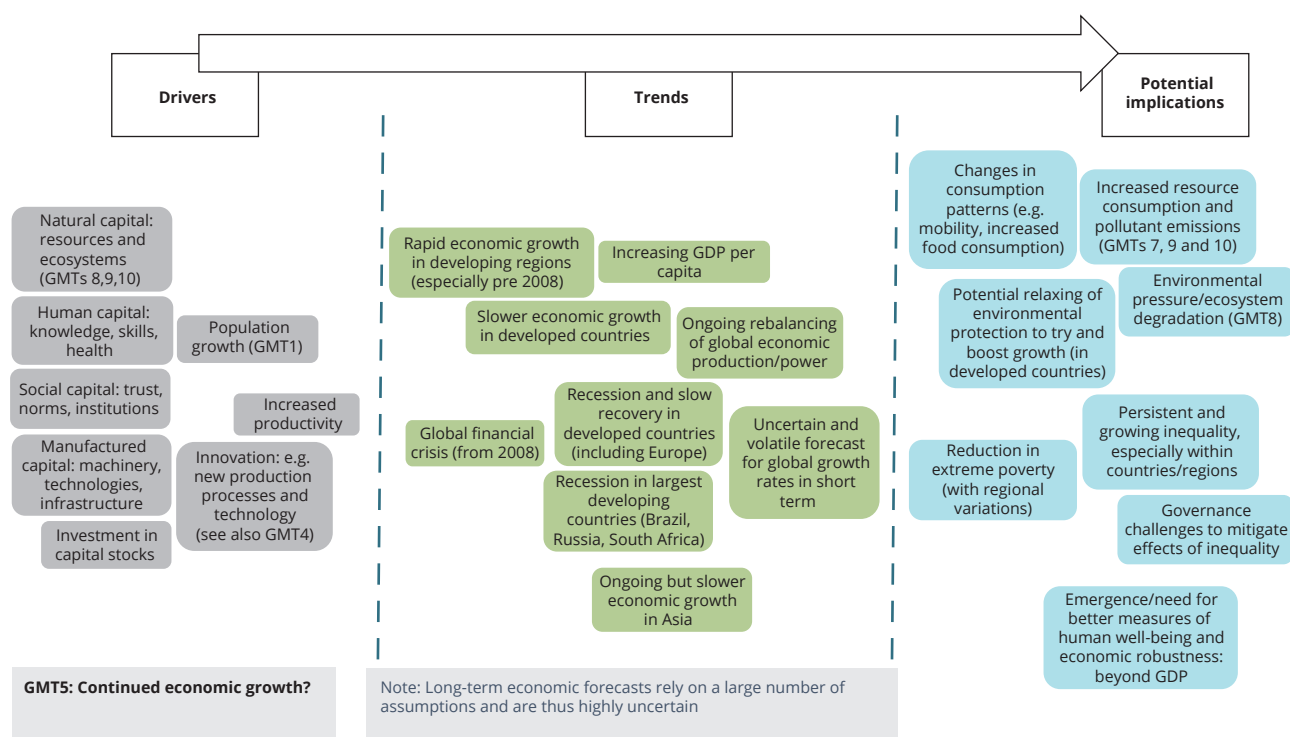 Drivers
Trends
Potential
implications
Natural capital:
resources and
ecosystems
(GMTs 8,9,10)
Human capital:
knowledge, skills,
health
Population
growth (GMT1)
Social capital: trust,
norms, institutions
Increased
productivity
Manufactured
capital: machinery,
technologies,
infrastructure
Innovation: e.g.
new production
processes and
technology
(see also GMT4)
Investment in
capital stocks
Rapid economic growth
in developing regions
(especially pre 2008)
Increasing GDP per
capita
Slower economic growth
in developed countries
Ongoing rebalancing
of global economic
production/power
Global financial
crisis (from 2008)
Recession and slow
recovery in
developed countries
(including Europe)
Uncertain and
volatile forecast
for global growth
rates in short
term
Recession in largest
developing
countries (Brazil,
Russia, South Africa)
Ongoing but slower
economic growth
in Asia
Changes in
consumption
patterns (e.g.
mobility, increased
food consumption)
Increased resource
consumption and
pollutant emissions
(GMTs 7, 9 and 10)
Potential relaxing of
environmental
protection to try and
boost growth (in
developed countries)
Environmental
pressure/ecosystem
degradation (GMT8)
Reduction in
extreme poverty
(with regional
variations)
Persistent and
growing inequality,
especially within
countries/regions
Governance
challenges to mitigate
effects of inequality
Emergence/need for
better measures of
human well-being and
economic robustness:
beyond GDP
GMT5: Continued economic growth?
Note: Long-term economic forecasts rely on a large number of
assumptions and are thus highly uncertain